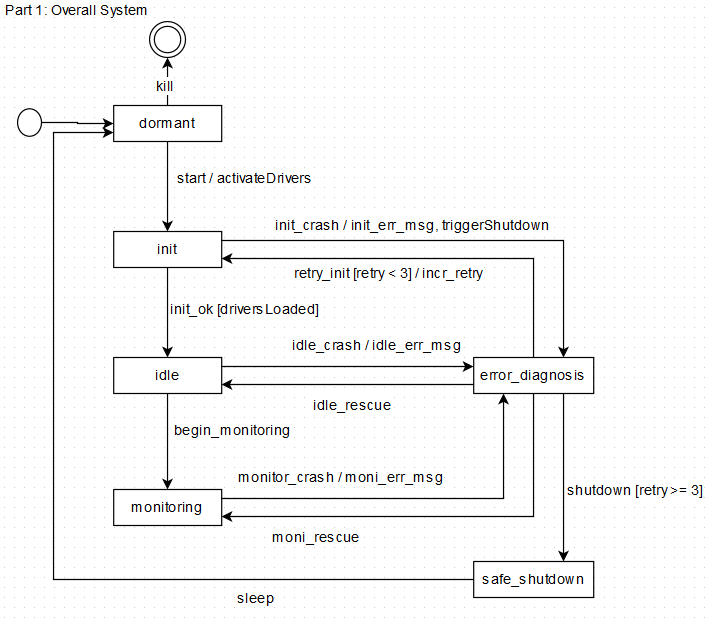 Part 1: Overall System
kill
dormant
start / activateDrivers
init_crash / init_err_msg, triggerShutdown
init
retry_init [retry < 3] / incr_retry
init_ok [driversLoaded]
idle_crash / idle_err_msg
idle
error_diagnosis
idle_rescue
begin_monitoring
monitor_crash / moni_err_msg
shutdown [retry >= 3]
monitoring
moni_rescue
safe_shutdown
sleep